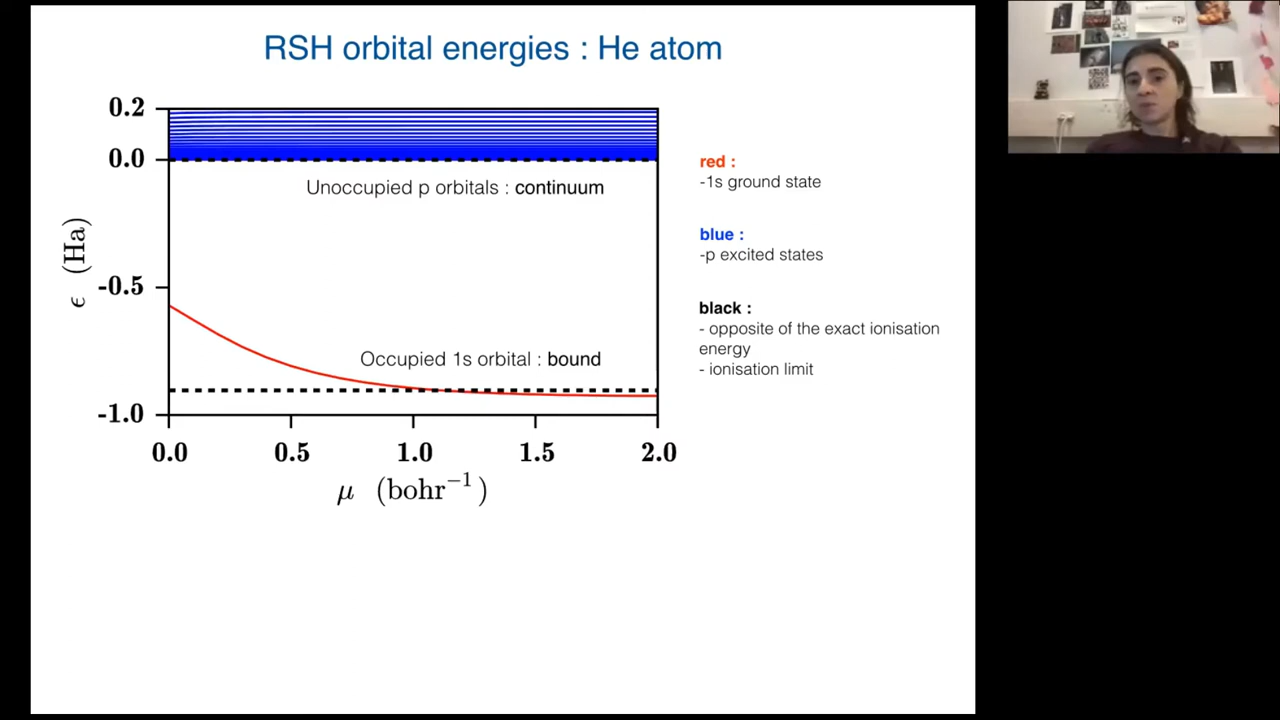 RSH orbital energies : He atom
0.2
0.0
-0.5
-1.0
ϵ (Ha)
Unoccupied p orbitals : continuum
Occupied 1s orbital : bound
0.0 0.5 1.0 1.5 2.0
μ (bohr⁻¹)
red :
-1s ground state
blue :
-p excited states
black :
- opposite of the exact ionisation
energy
- ionisation limit